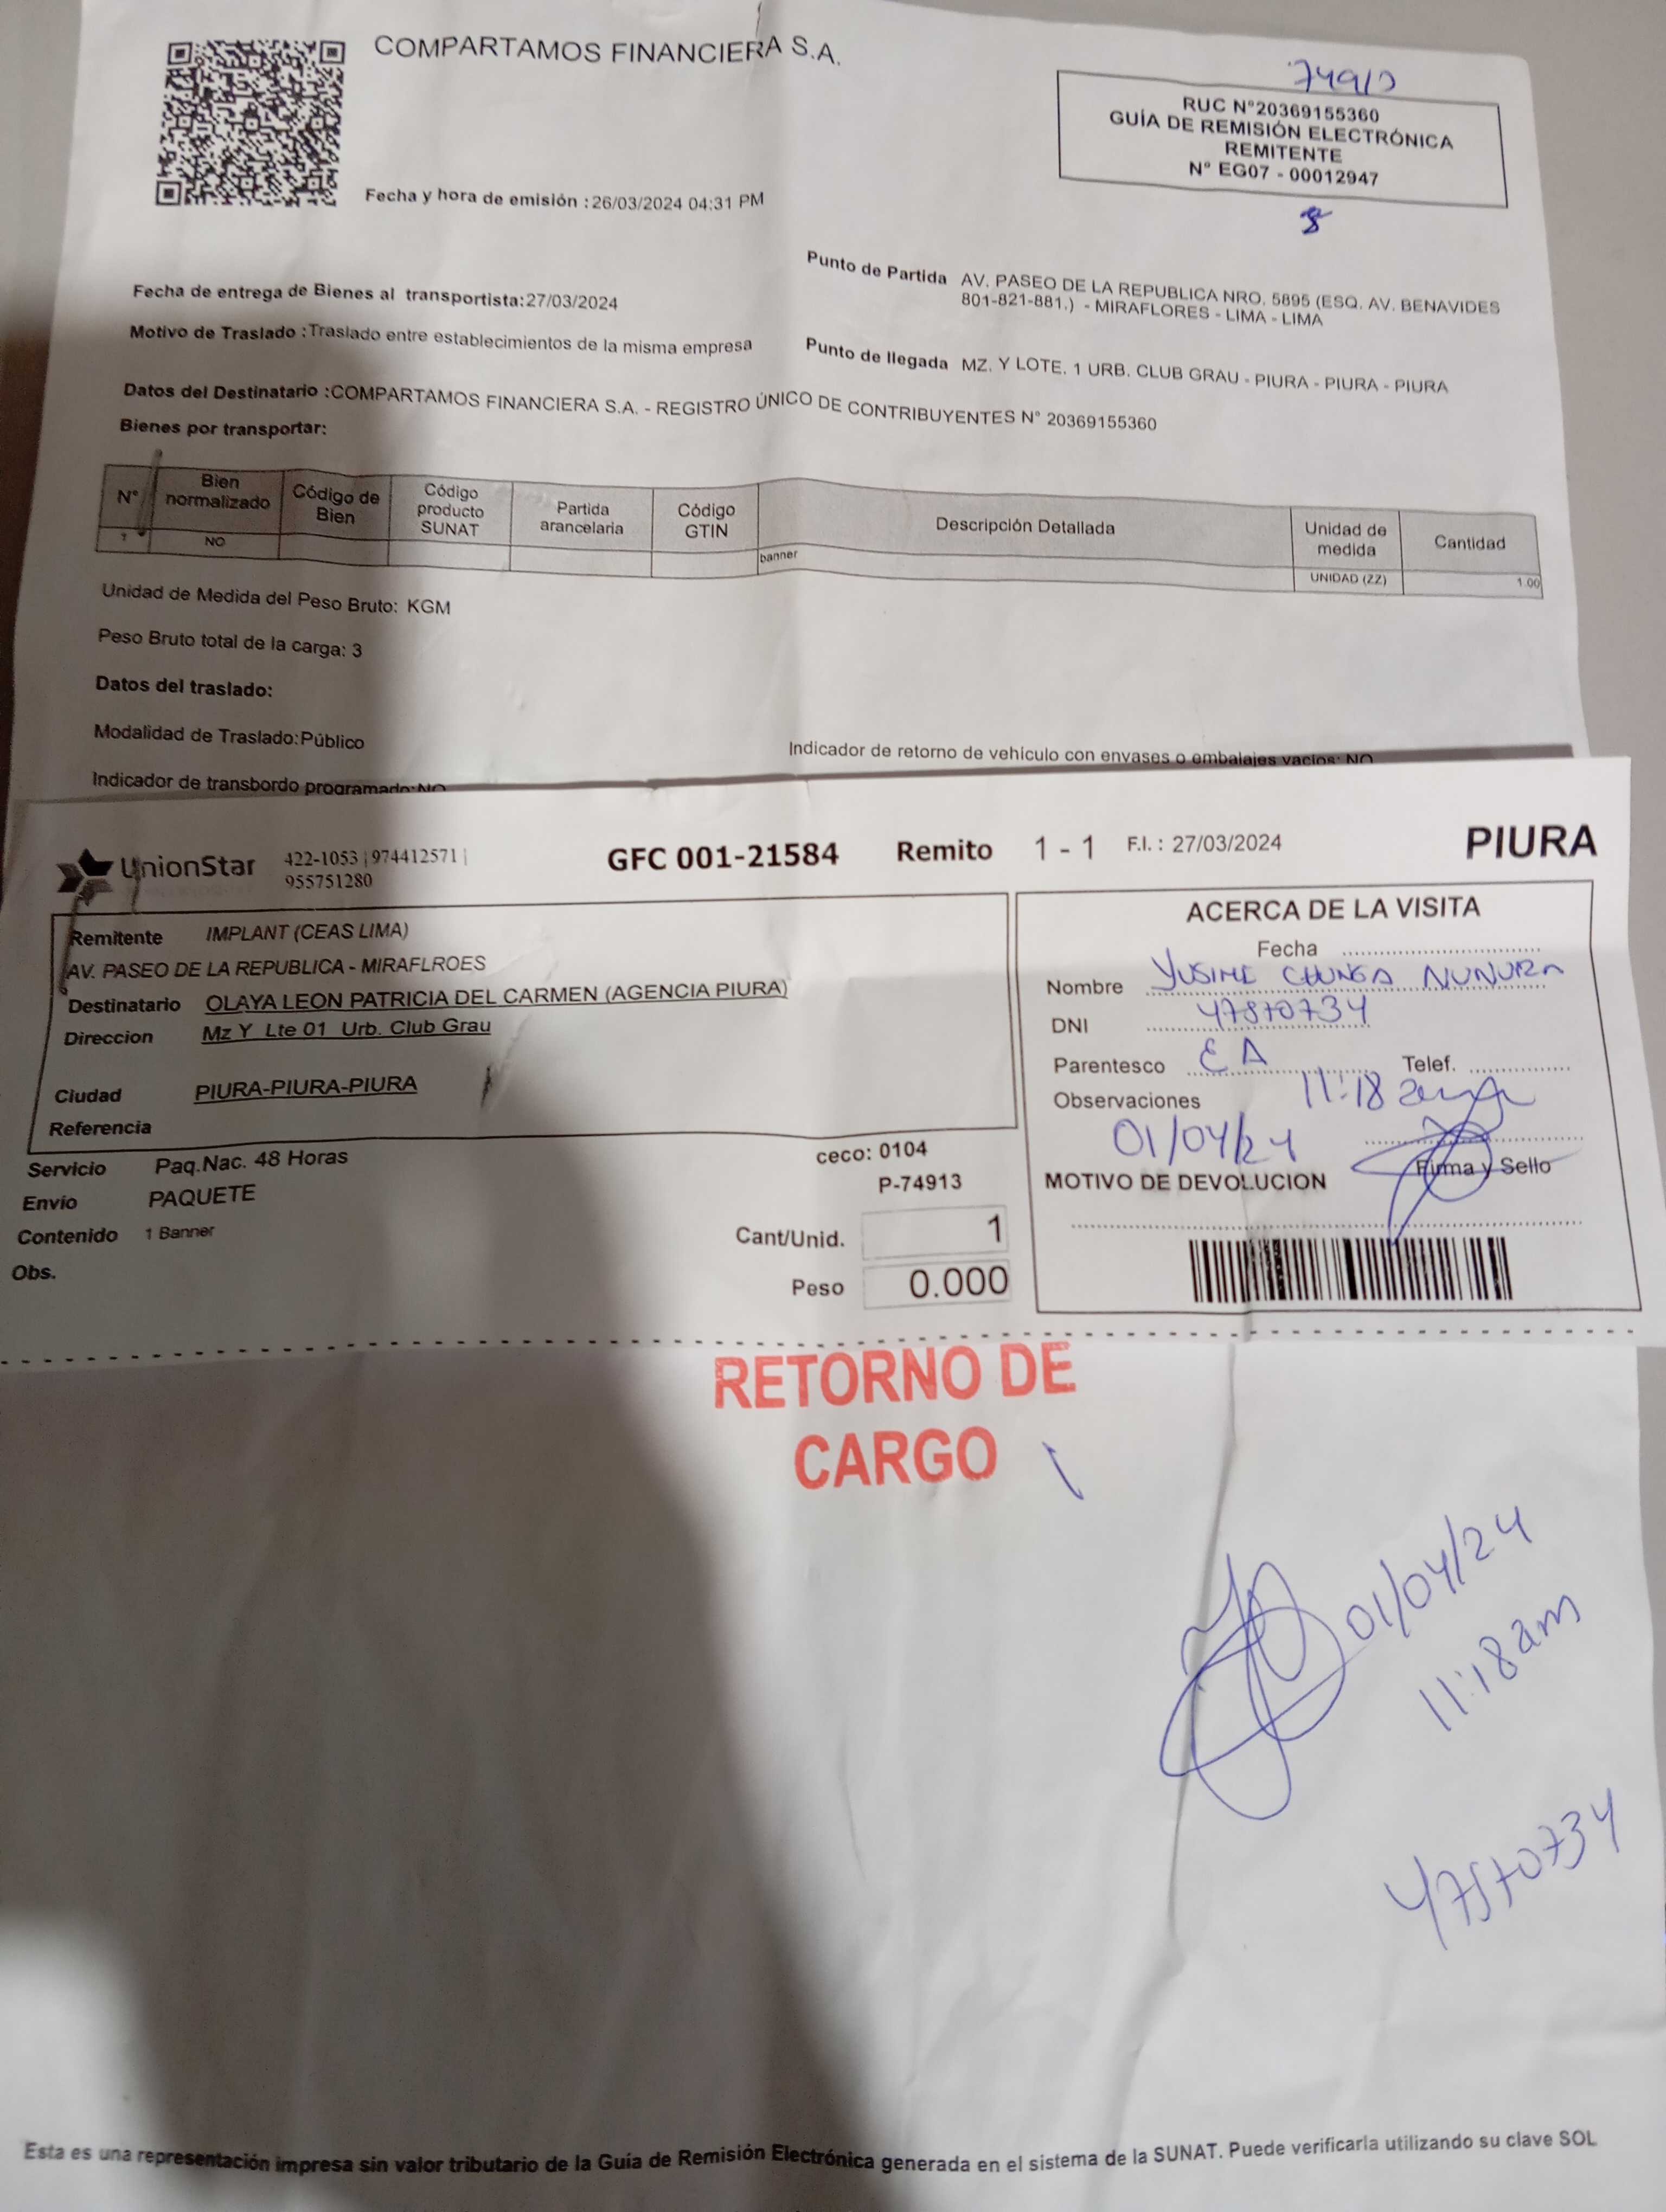 COMPARTAMOS FINANCIERA S.A.
Fecha y hora de emisión : 26/03/2024 04:31 PM
RUC N°20369155360
GUÍA DE REMISIÓN ELECTRÓNICA
REMITENTE
N° EG07 - 00012947
Fecha de entrega de Bienes al transportista:27/03/2024
Motivo de Traslado :Traslado entre establecimientos de la misma empresa
Punto de Partida AV. PASEO DE LA REPUBLICA NRO. 5895 (ESQ. AV. BENAVIDES
801-821-881.) - MIRAFLORES - LIMA - LIMA
Punto de llegada MZ. Y LOTE. 1 URB. CLUB GRAU - PIURA - PIURA - PIURA
Datos del Destinatario :COMPARTAMOS FINANCIERA S.A. - REGISTRO ÚNICO DE CONTRIBUYENTES N° 20369155360
Bienes por transportar:
N° Bien normalizado Código de Bien Código producto SUNAT Partida arancelaria Código GTIN Descripción Detallada Unidad de medida Cantidad
1 NO banner UNIDAD (ZZ) 1.00
Unidad de Medida del Peso Bruto: KGM
Peso Bruto total de la carga: 3
Datos del traslado:
Modalidad de Traslado:Público
Indicador de retorno de vehículo con envases o embalajes vacíos: NO
Indicador de transbordo programado:NO
UnionStar
422-1053 | 974412571 |
955751280
GFC 001-21584 Remito 1 - 1 F.I. : 27/03/2024 PIURA
Remitente IMPLANT (CEAS LIMA)
AV. PASEO DE LA REPUBLICA - MIRAFLROES
Destinatario OLAYA LEON PATRICIA DEL CARMEN (AGENCIA PIURA)
Direccion Mz Y Lte 01 Urb. Club Grau
Ciudad PIURA-PIURA-PIURA
Referencia
Servicio Paq.Nac. 48 Horas
Envío PAQUETE
Contenido 1 Banner
Obs.
ceco: 0104
P-74913
Cant/Unid. 1
Peso 0.000
ACERCA DE LA VISITA
Fecha
Nombre CHUNGA NUNURA
DNI 47870734
Parentesco EA Telef.
Observaciones 11:18
01/04/24
Firma y Sello
MOTIVO DE DEVOLUCION
RETORNO DE
CARGO
01/04/24
11:18 am
Esta es una representación impresa sin valor tributario de la Guía de Remisión Electrónica generada en el sistema de la SUNAT. Puede verificarla utilizando su clave SOL